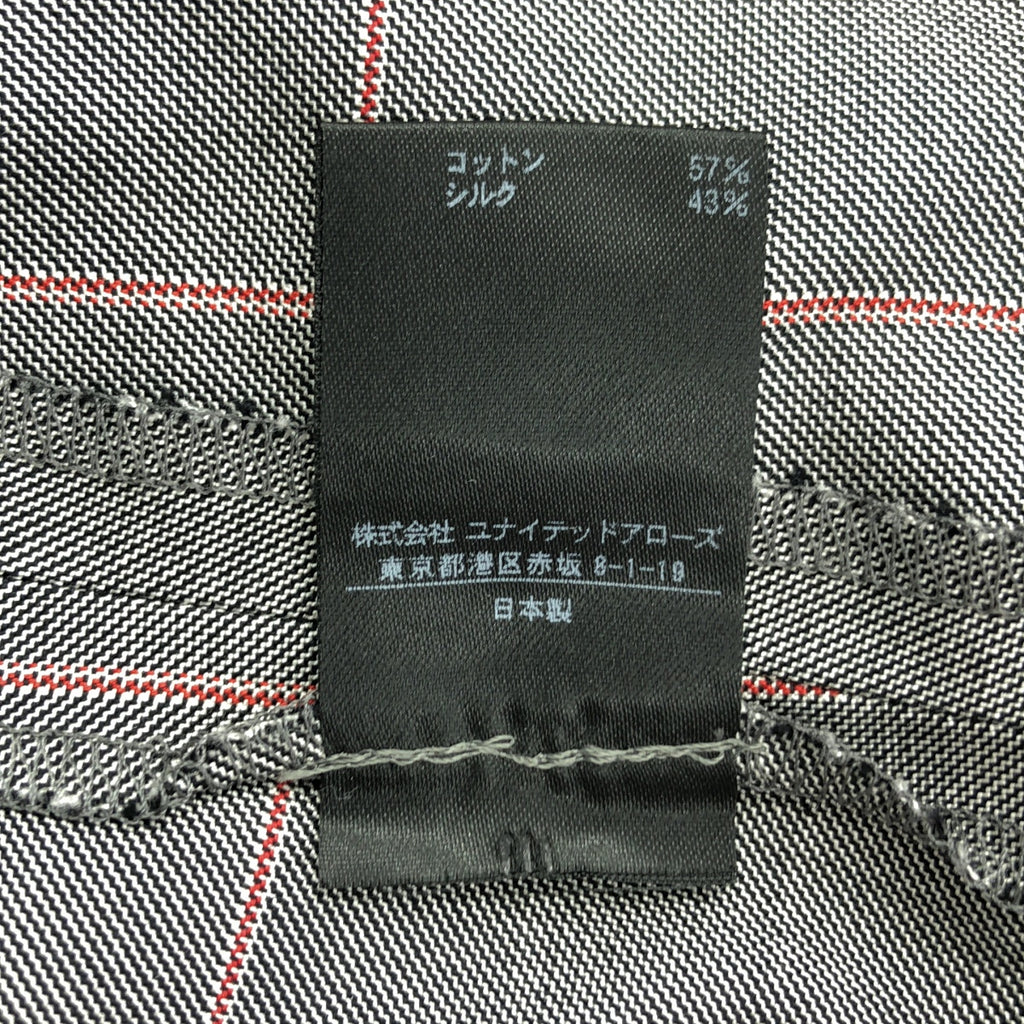 コットン 57%
シルク 43%
株式会社 ユナイテッドアローズ
東京都港区赤坂 8-1-19
日本製